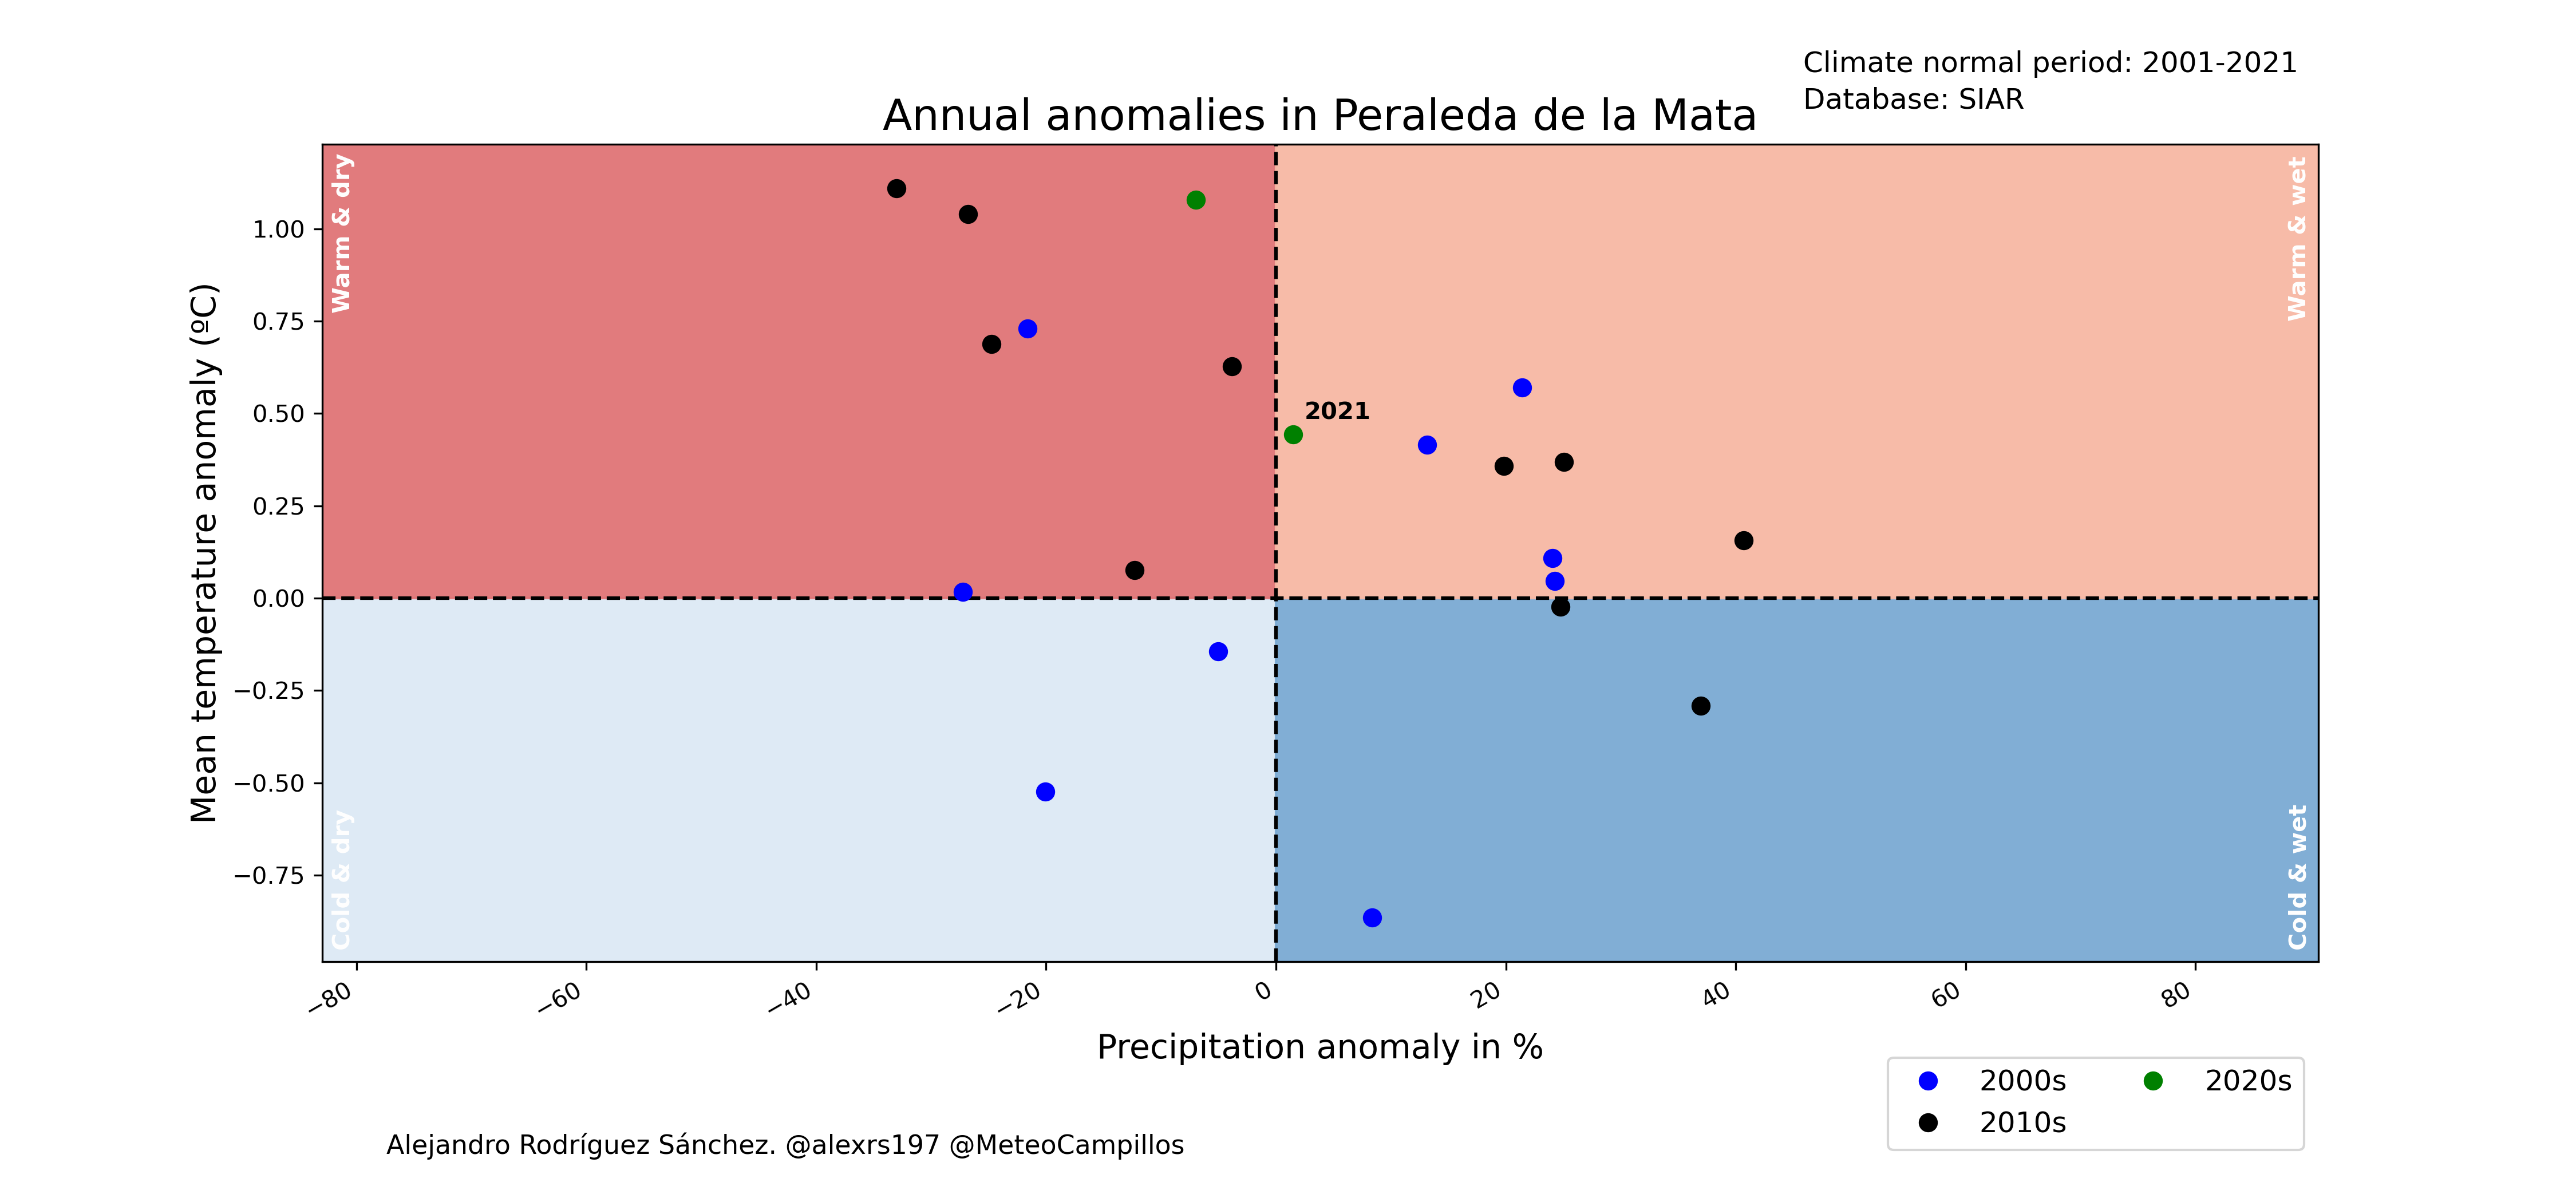 Climate normal period: 2001-2021
Database: SIAR
Annual anomalies in Peraleda de la Mata
Warm & dry
Warm & wet
Mean temperature anomaly (ºC)
1.00
0.75
0.50
0.25
0.00
−0.25
−0.50
−0.75
2021
Cold & dry
Cold & wet
−80
−60
−40
−20
0
20
40
60
80
Precipitation anomaly in %
2000s
2010s
2020s
Alejandro Rodríguez Sánchez. @alexrs197 @MeteoCampillos